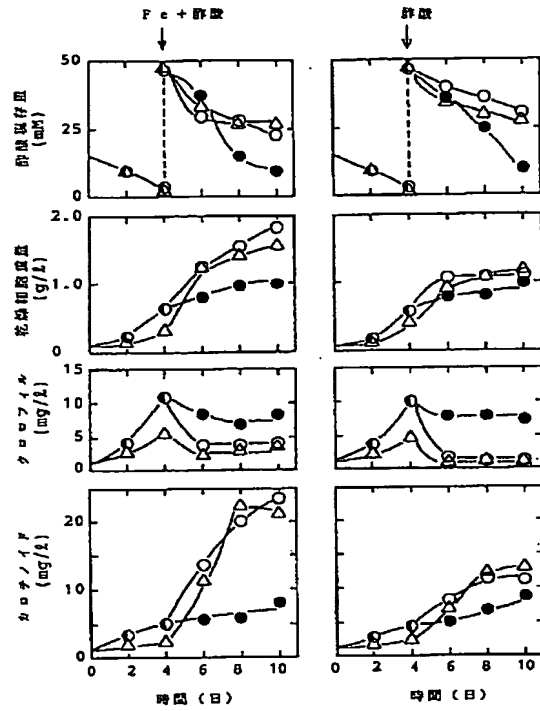 Fe+酢酸
酢酸
酢酸現存量
(mM)
50
25
0
乾燥細胞重量
(g/l)
2.0
1.0
0
クロロフィル
(mg/l)
15
10
5
0
カロチノイド
(mg/l)
20
10
0
0 2 4 6 8 10
0 2 4 6 8 10
時間(日)
時間(日)